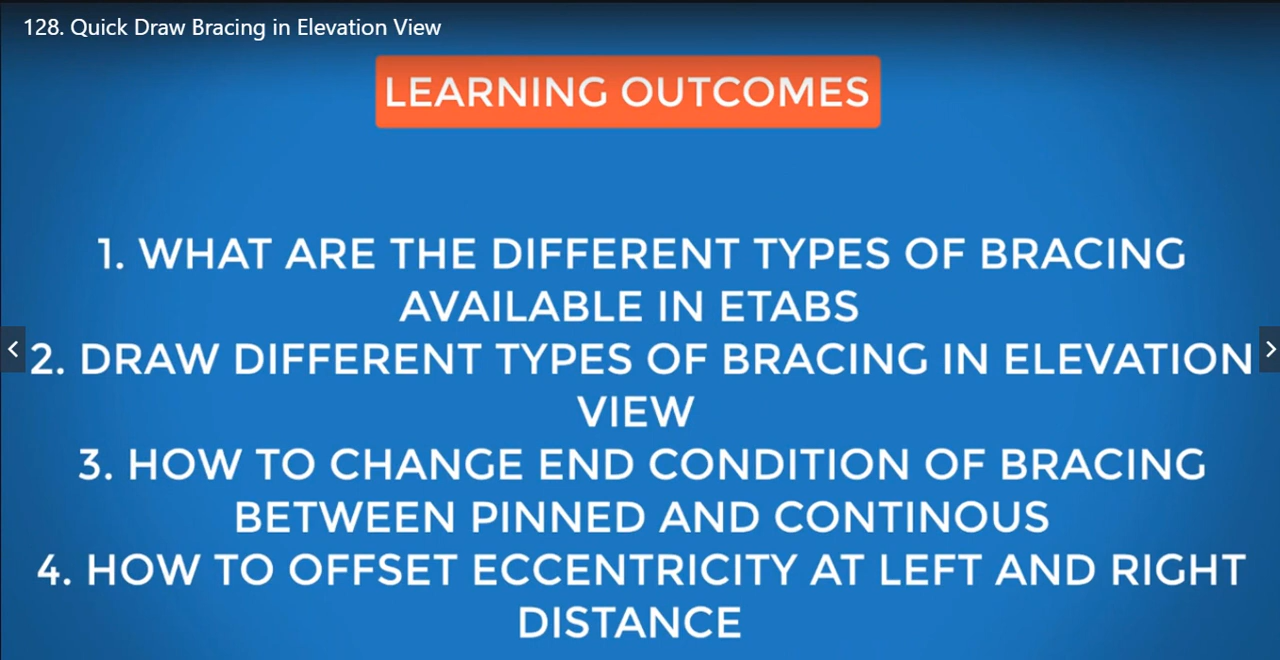 128. Quick Draw Bracing in Elevation View
LEARNING OUTCOMES
1. WHAT ARE THE DIFFERENT TYPES OF BRACING
AVAILABLE IN ETABS
2. DRAW DIFFERENT TYPES OF BRACING IN ELEVATION
VIEW
3. HOW TO CHANGE END CONDITION OF BRACING
BETWEEN PINNED AND CONTINOUS
4. HOW TO OFFSET ECCENTRICITY AT LEFT AND RIGHT
DISTANCE